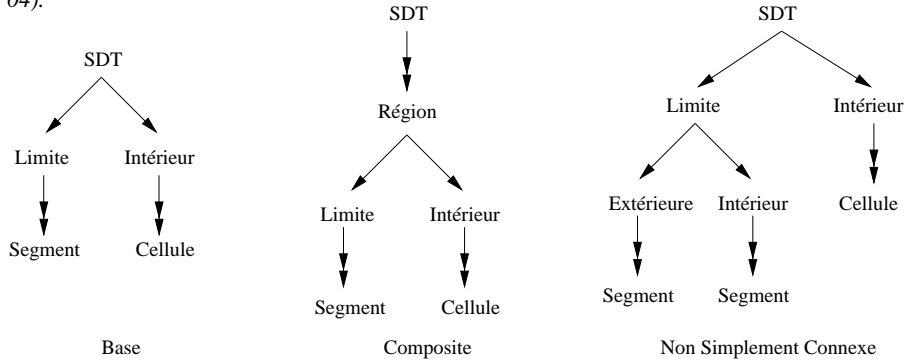 04).
SDT
Limite Intérieur
Segment Cellule
Base
SDT
Région
Limite Intérieur
Segment Cellule
Composite
SDT
Limite Intérieur
Extérieure Intérieur Cellule
Segment Segment
Non Simplement Connexe